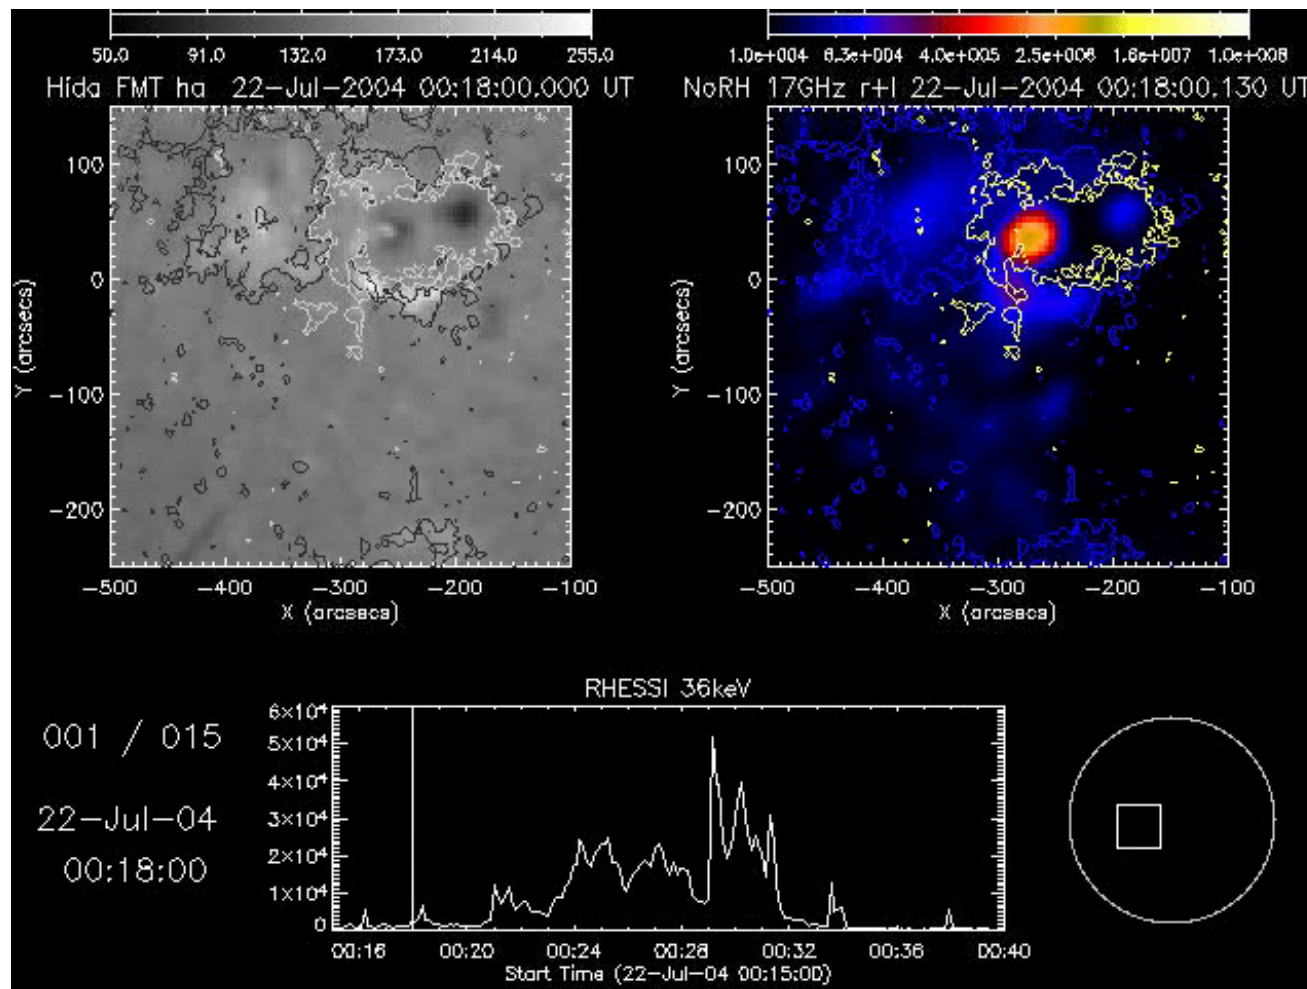 50.0 91.0 132.0 173.0 214.0 255.0
1.0e+004 6.3e+004 4.0e+005 2.5e+006 1.6e+007 1.0e+008
Hida FMT ha 22-Jul-2004 00:18:00.000 UT
NoRH 17GHz r+l 22-Jul-2004 00:18:00.130 UT
100
0
-100
-200
Y (arcsecs)
-500 -400 -300 -200 -100
X (arcsecs)
100
0
-100
-200
Y (arcsecs)
-500 -400 -300 -200 -100
X (arcsecs)
001 / 015
22-Jul-04
00:18:00
RHESSI 36keV
6×10⁴
5×10⁴
4×10⁴
3×10⁴
2×10⁴
1×10⁴
0
00:16 00:20 00:24 00:28 00:32 00:36 00:40
Start Time (22-Jul-04 00:15:00)